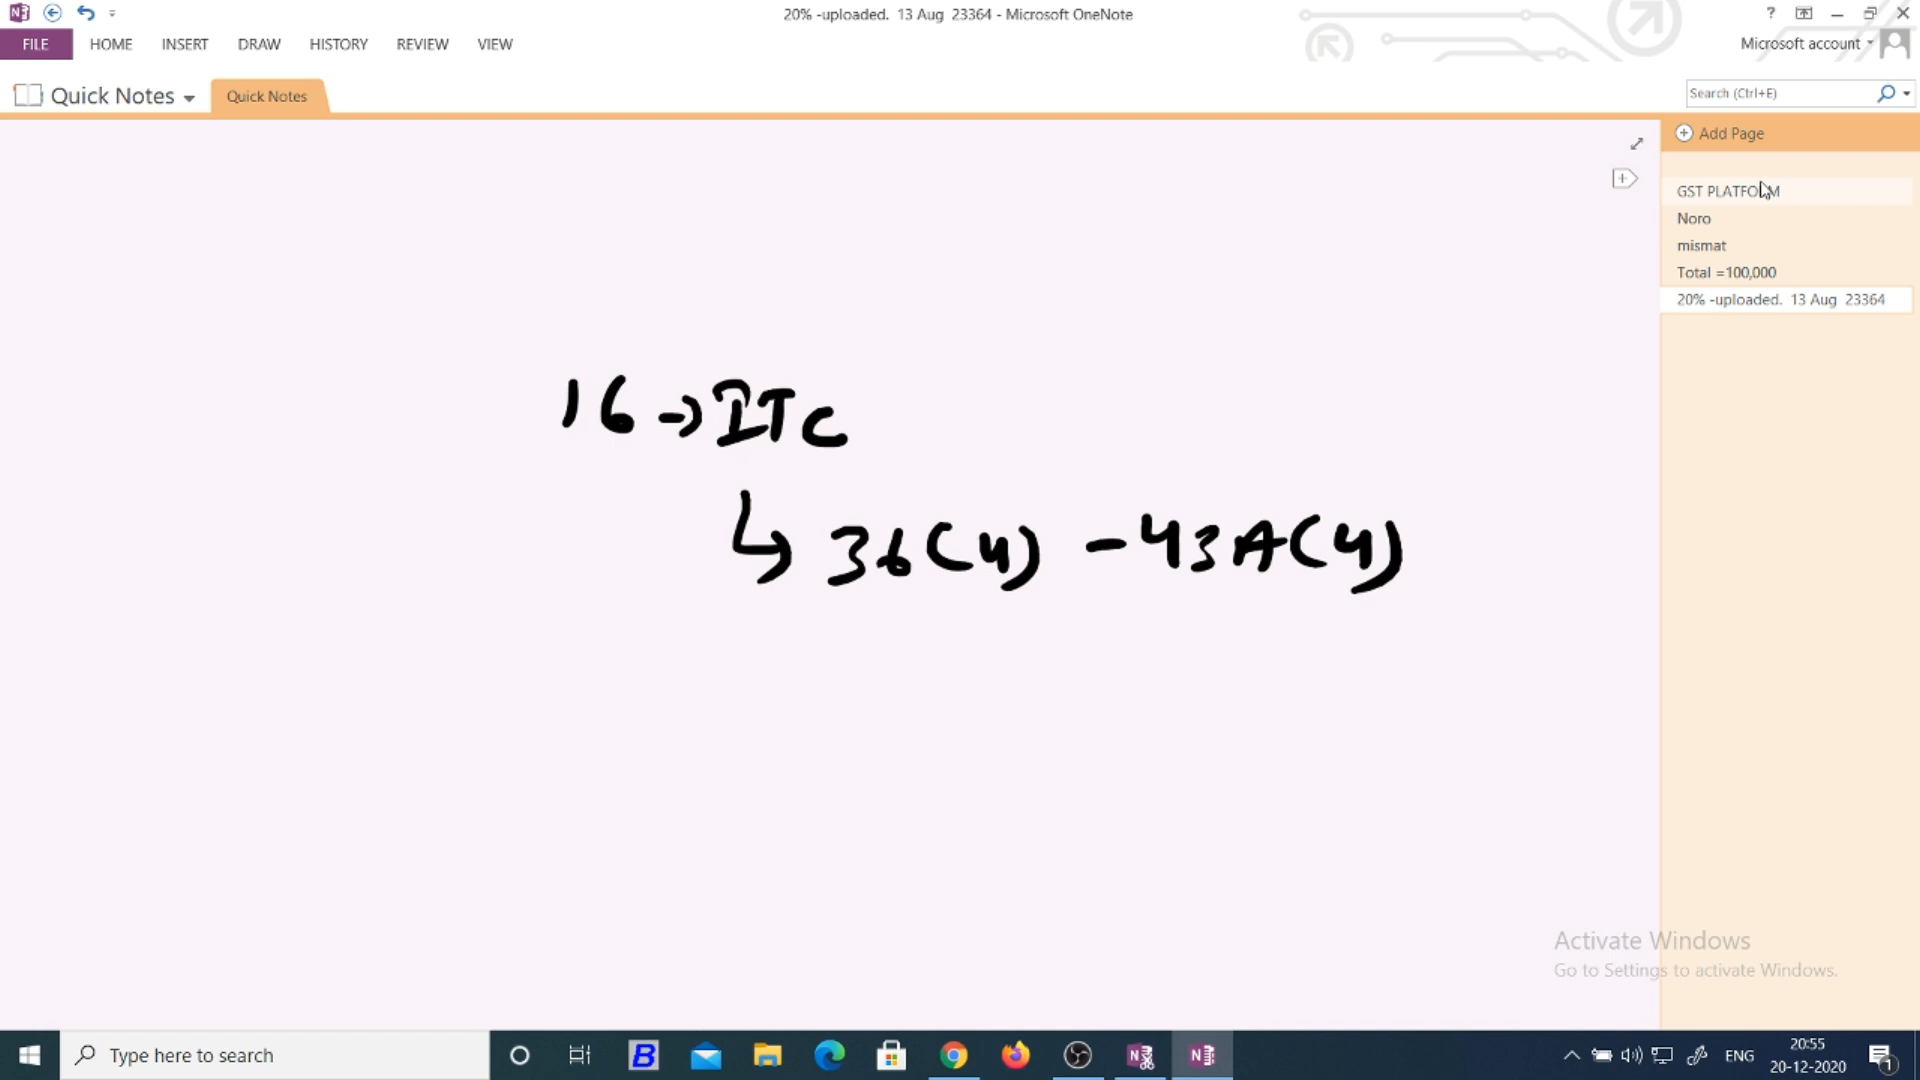 20% -uploaded. 13 Aug 23364 - Microsoft OneNote
?
FILE HOME INSERT DRAW HISTORY REVIEW VIEW
Microsoft account
Quick Notes
Quick Notes
Search (Ctrl+E)
Add Page
GST PLATFORM
Noro
mismat
Total =100,000
20% -uploaded. 13 Aug 23364
16 → ITC
↳ 36(4) - 43A(4)
Activate Windows
Go to Settings to activate Windows.
Type here to search
B
ENG
20:55
20-12-2020
1